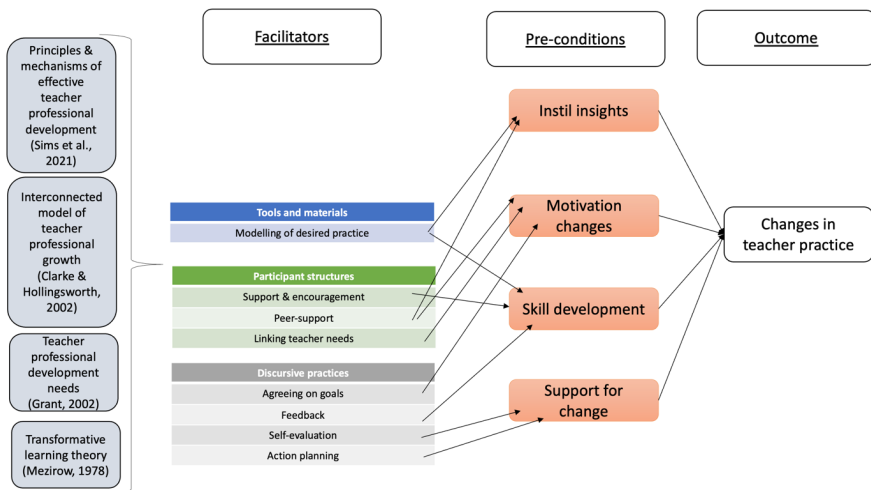 Facilitators
Pre-conditions
Outcome
Principles &
mechanisms of
effective
teacher
professional
development
(Sims et al.,
2021)
Interconnected
model of
teacher
professional
growth
(Clarke &
Hollingsworth,
2002)
Teacher
professional
development
needs
(Grant, 2002)
Transformative
learning theory
(Mezirow, 1978)
Tools and materials
Modelling of desired practice
Participant structures
Support & encouragement
Peer-support
Linking teacher needs
Discursive practices
Agreeing on goals
Feedback
Self-evaluation
Action planning
Instil insights
Motivation
changes
Skill development
Support for
change
Changes in
teacher practice